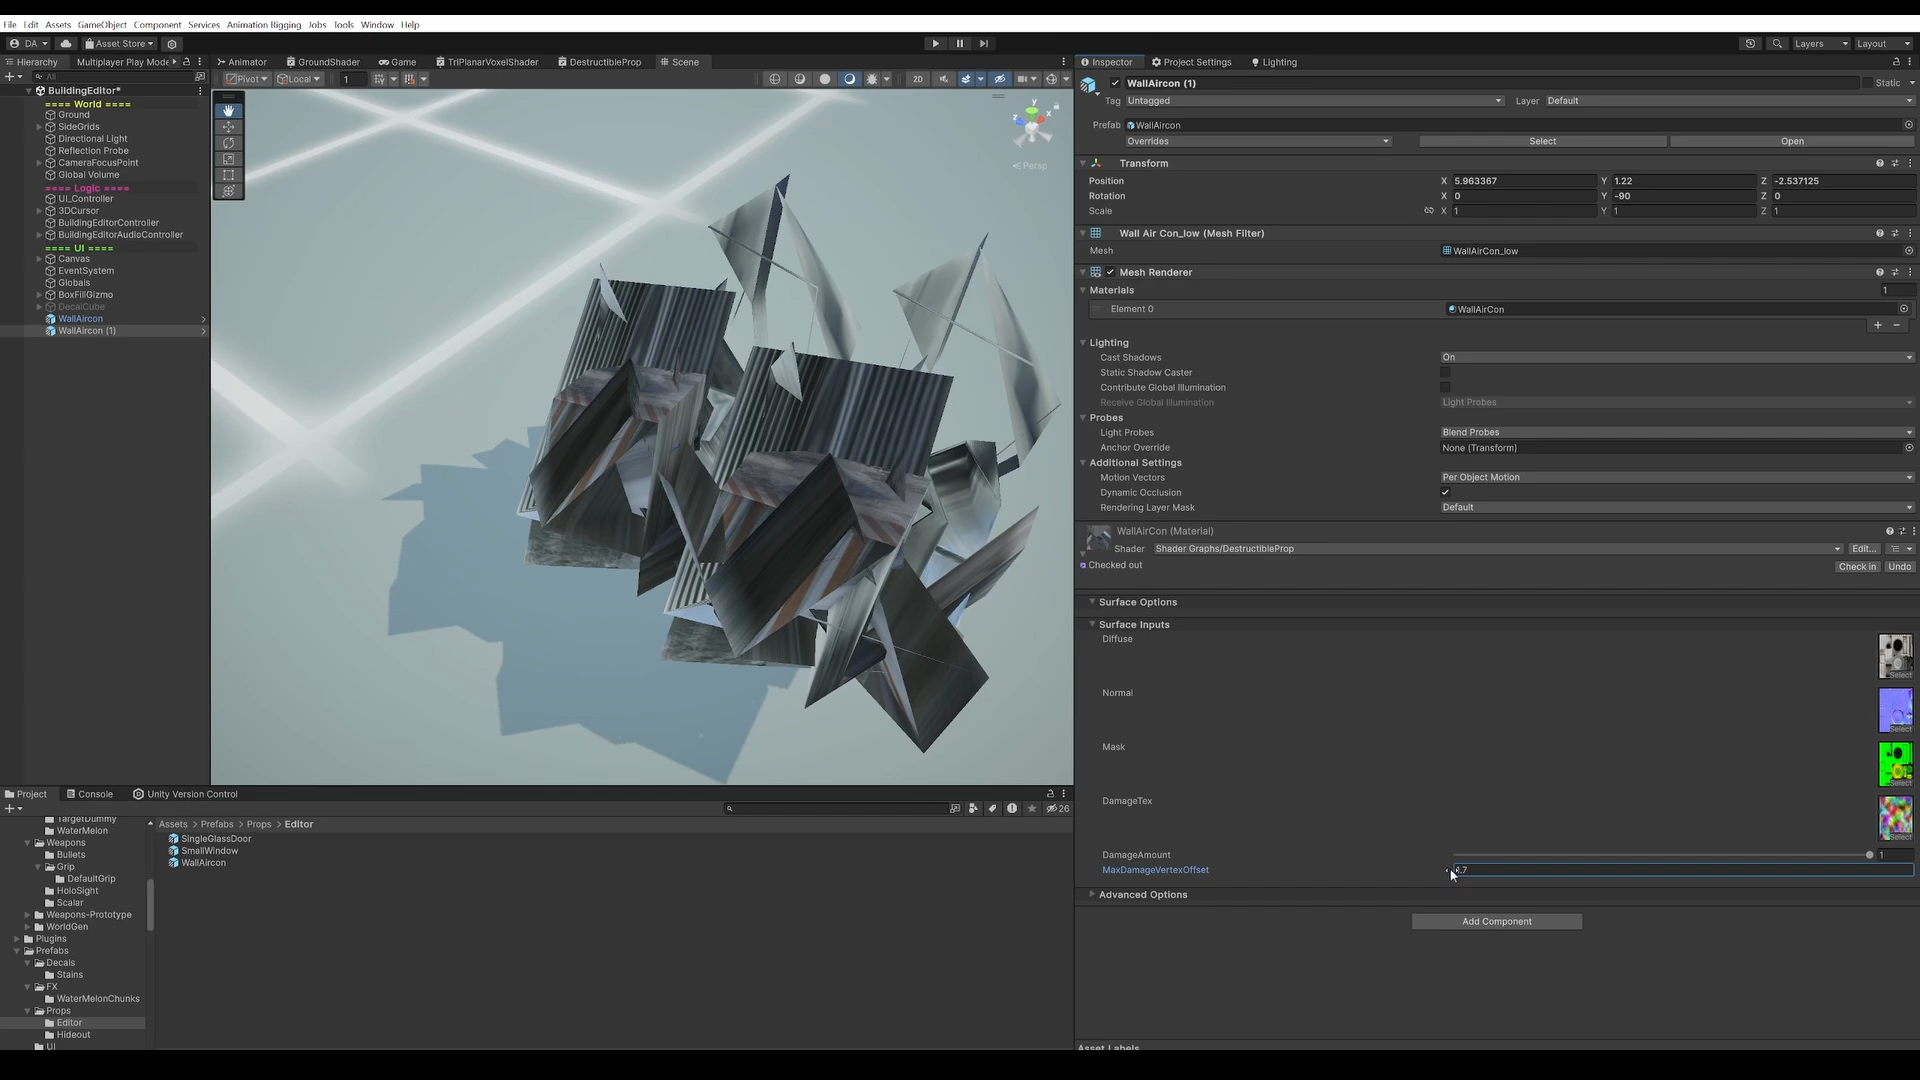 File Edit Assets GameObject Component Services Animation Rigging Jobs Tools Window Help
DA Asset Store Layers Layout
Hierarchy Multiplayer Play Mode Animator GroundShader Game TriPlanarVoxelShader DestructibleProp Scene Inspector Project Settings Lighting
All Pivot Local 1 2D
BuildingEditor*
==== World ====
Ground
SideGrids
Directional Light
Reflection Probe
CameraFocusPoint
Global Volume
==== Logic ====
UI_Controller
3DCursor
BuildingEditorController
BuildingEditorAudioController
==== UI ====
Canvas
EventSystem
Globals
BoxFillGizmo
DecalCube
WallAircon
WallAircon (1)
y
x
z
Persp
WallAircon (1) Static
Tag Untagged Layer Default
Prefab WallAircon
Overrides Select Open
Transform
Position X 5.963367 Y 1.22 Z -2.537125
Rotation X 0 Y -90 Z 0
Scale X 1 Y 1 Z 1
Wall Air Con_low (Mesh Filter)
Mesh WallAirCon_low
Mesh Renderer
Materials 1
Element 0 WallAirCon
Lighting
Cast Shadows On
Static Shadow Caster
Contribute Global Illumination
Receive Global Illumination Light Probes
Probes
Light Probes Blend Probes
Anchor Override None (Transform)
Additional Settings
Motion Vectors Per Object Motion
Dynamic Occlusion
Rendering Layer Mask Default
WallAirCon (Material)
Shader Shader Graphs/DestructibleProp Edit...
Checked out Check in Undo
Surface Options
Surface Inputs
Diffuse
Select
Normal
Select
Mask
Select
DamageTex
Select
DamageAmount 1
MaxDamageVertexOffset
Advanced Options
Add Component
Asset Labels
Project Console Unity Version Control
26
TargetDummy
WaterMelon
Weapons
Bullets
Grip
DefaultGrip
HoloSight
Scalar
Weapons-Prototype
WorldGen
Plugins
Prefabs
Decals
Stains
FX
WaterMelonChunks
Props
Editor
Hideout
UI
Assets > Prefabs > Props > Editor
SingleGlassDoor
SmallWindow
WallAircon